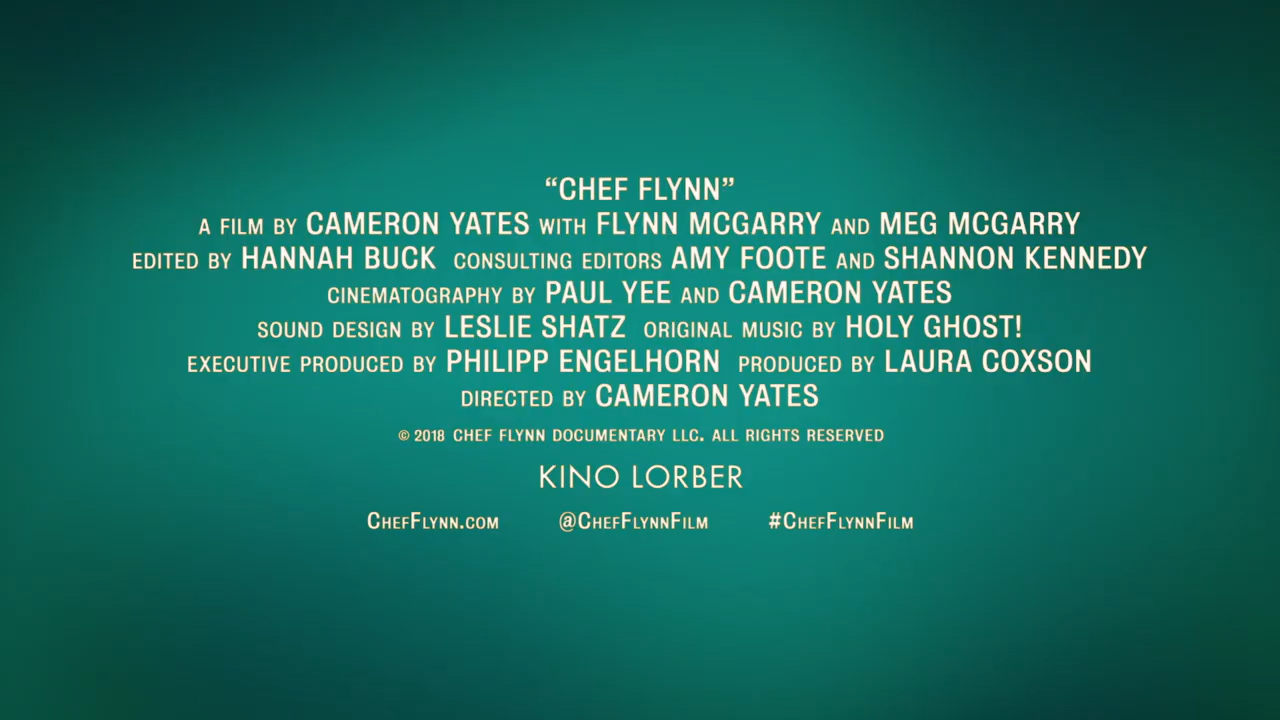 “CHEF FLYNN”
A FILM BY CAMERON YATES WITH FLYNN MCGARRY AND MEG MCGARRY
EDITED BY HANNAH BUCK CONSULTING EDITORS AMY FOOTE AND SHANNON KENNEDY
CINEMATOGRAPHY BY PAUL YEE AND CAMERON YATES
SOUND DESIGN BY LESLIE SHATZ ORIGINAL MUSIC BY HOLY GHOST!
EXECUTIVE PRODUCED BY PHILIPP ENGELHORN PRODUCED BY LAURA COXSON
DIRECTED BY CAMERON YATES
© 2018 CHEF FLYNN DOCUMENTARY LLC. ALL RIGHTS RESERVED
KINO LORBER
CHEFFLYNN.COM @CHEFFLYNNFILM #CHEFFLYNNFILM